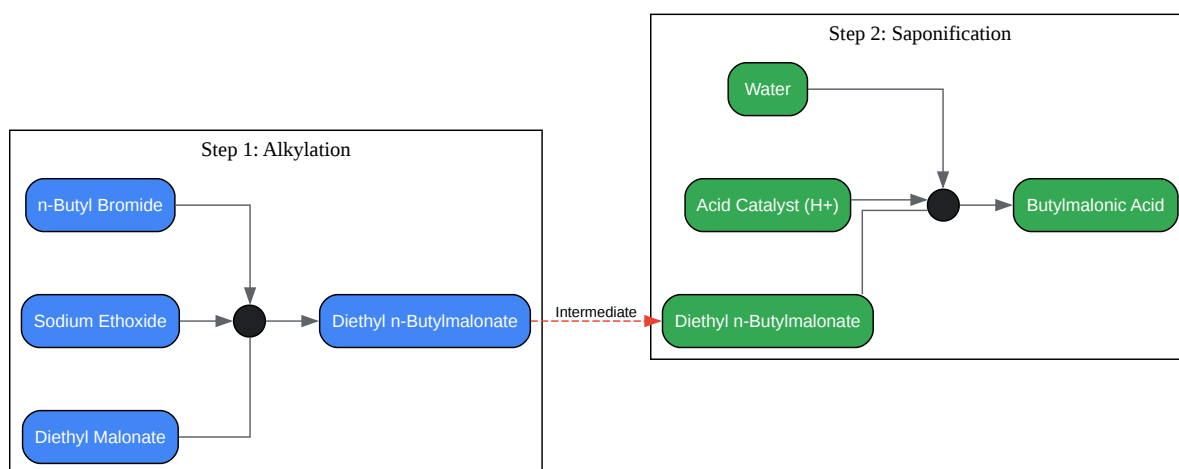 Step 1: Alkylation
n-Butyl Bromide
Sodium Ethoxide
Diethyl Malonate
Diethyl n-Butylmalonate
Intermediate
Step 2: Saponification
Water
Acid Catalyst (H+)
Diethyl n-Butylmalonate
Butylmalonic Acid